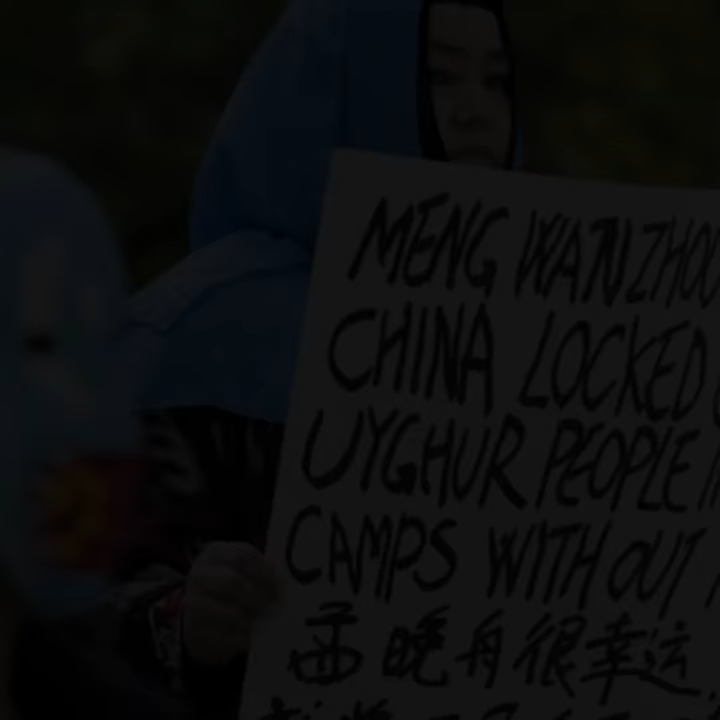 MENG WANZHOU
CHINA LOCKED
UYGHUR PEOPLE
CAMPS WITHOUT
孟晚舟很幸运